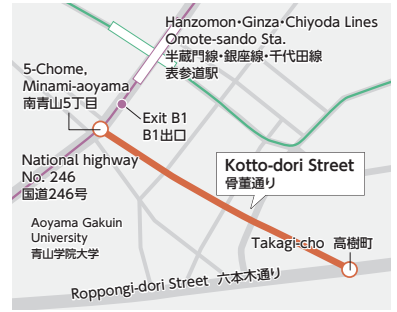 Hanzomon·Ginza·Chiyoda Lines
Omote-sando Sta.
半蔵門線・銀座線・千代田線
表参道駅
5-Chome,
Minami-aoyama
南青山5丁目
Exit B1
B1出口
National highway
No. 246
国道246号
Kotto-dori Street
骨董通り
Aoyama Gakuin
University
青山学院大学
Takagi-cho 高樹町
Roppongi-dori Street 六本木通り